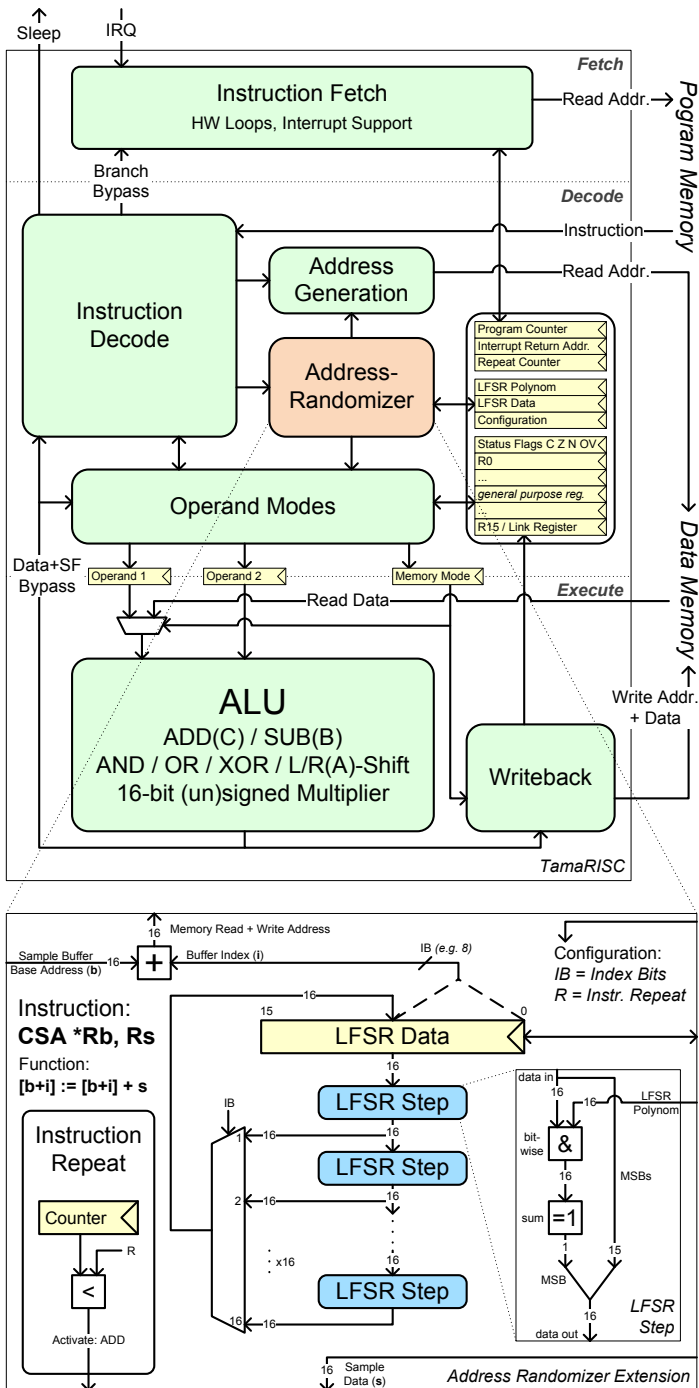 Sleep
IRQ
Fetch
Instruction Fetch
HW Loops, Interrupt Support
Read Addr.
Pogram Memory
Branch
Bypass
Decode
Instruction
Instruction
Decode
Address
Generation
Read Addr.
Address-
Randomizer
Program Counter
Interrupt Return Addr.
Repeat Counter
LFSR Polynom
LFSR Data
Configuration
Status Flags C Z N OV
R0
...
general purpose reg.
...
R15 / Link Register
Operand Modes
Data+SF
Bypass
Operand 1
Operand 2
Memory Mode
Execute
Read Data
Data Memory
ALU
ADD(C) / SUB(B)
AND / OR / XOR / L/R(A)-Shift
16-bit (un)signed Multiplier
Writeback
Write Addr.
+ Data
TamaRISC
16
Memory Read + Write Address
Sample Buffer
Base Address (b)
16
+
16
Buffer Index (i)
IB (e.g. 8)
Configuration:
IB = Index Bits
R = Instr. Repeat
Instruction:
CSA *Rb, Rs
Function:
[b+i] := [b+i] + s
16
15
0
LFSR Data
16
LFSR Step
IB
1
16
16
LFSR Step
2
16
16
x16
16
LFSR Step
16
16
Instruction
Repeat
Counter
R
<
Activate: ADD
data in
16
16
LFSR
Polynom
bit-
wise
&
16
MSBs
sum
=1
1
15
MSB
16
data out
LFSR
Step
16
Sample
Data (s)
Address Randomizer Extension